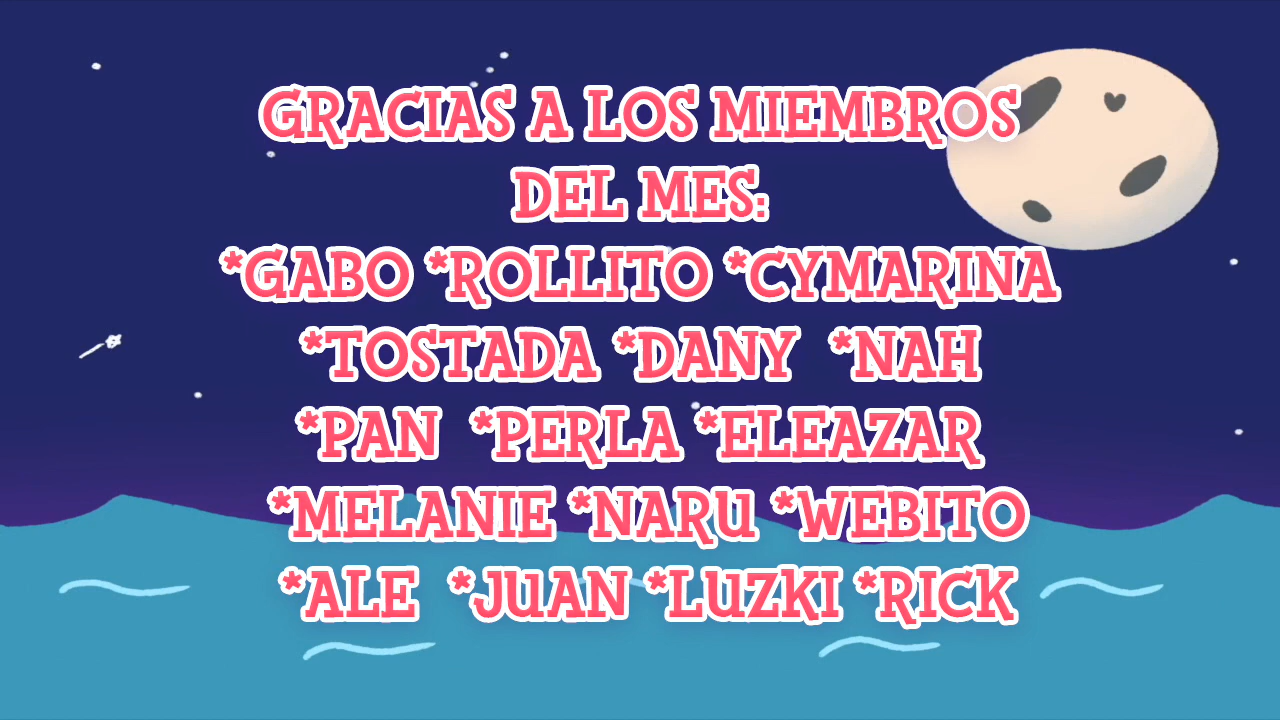 GRACIAS A LOS MIEMBROS
DEL MES:
*GABO *ROLLITO *CYMARINA
*TOSTADA *DANY *NAH
*PAN *PERLA *ELEAZAR
*MELANIE *NARU *WEBITO
*ALE *JUAN *LUZKI *RICK